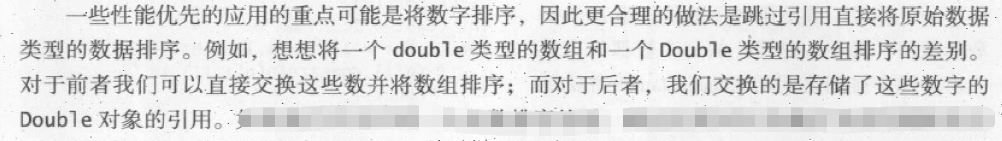 一些性能优先的应用的重点可能是将数字排序，因此更合理的做法是跳过引用直接将原始数据
类型的数据排序。例如，想想将一个 double 类型的数组和一个 Double 类型的数组排序的差别。
对于前者我们可以直接交换这些数并将数组排序；而对于后者，我们交换的是存储了这些数字的
Double 对象的引用。